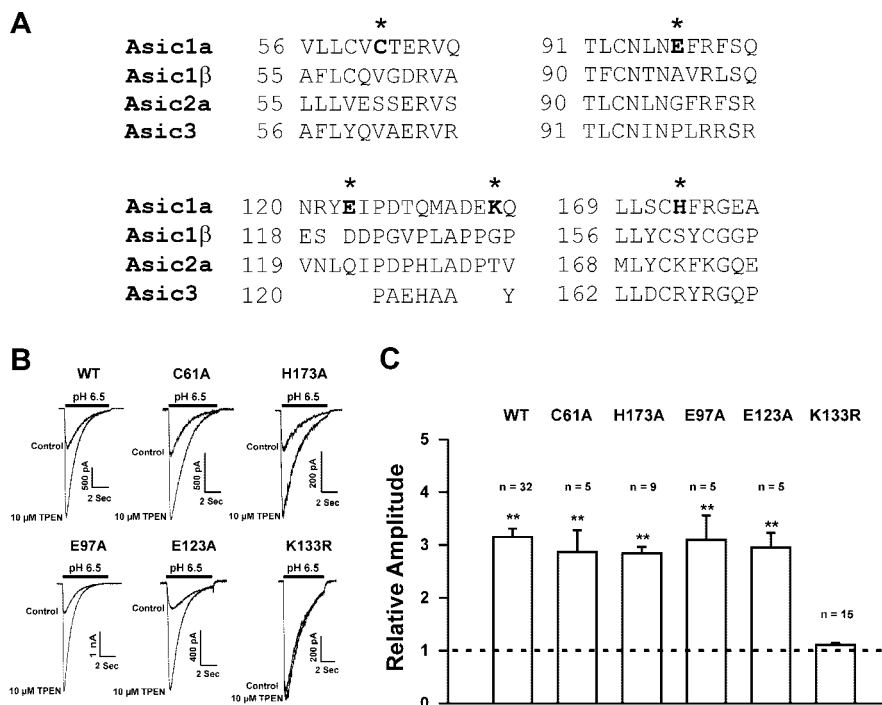 A
* *
Asic1a 56 VLLCVCTERVQ 91 TLCNLNEFRFSQ
Asic1β 55 AFLCQVGDRVA 90 TFCNTNAVRLSQ
Asic2a 55 LLLVESSERVS 90 TLCNLNGFRFSR
Asic3 56 AFLYQVAERVR 91 TLCNINPLRRSR
* * *
Asic1a 120 NRYEIPDTQMADEKQ 169 LLSCHFRGEA
Asic1β 118 ES DDPGVPLAPPGP 156 LLYCSYCGGP
Asic2a 119 VNLQIPDPHLADPTV 168 MLYCKFKGQE
Asic3 120 PAEHAA Y 162 LLDCRYRGQP
B
WT C61A H173A
pH 6.5 pH 6.5 pH 6.5
Control Control Control
500 pA 500 pA 200 pA
2 Sec 2 Sec 2 Sec
10 µM TPEN 10 µM TPEN 10 µM TPEN
E97A E123A K133R
pH 6.5 pH 6.5 pH 6.5
Control Control
1 nA 400 pA 200 pA
2 Sec 2 Sec 2 Sec
Control
10 µM TPEN 10 µM TPEN 10 µM TPEN
C
WT C61A H173A E97A E123A K133R
n = 32 n = 5 n = 9 n = 5 n = 5
** ** ** ** **
n = 15
Relative Amplitude
5
4
3
2
1
0